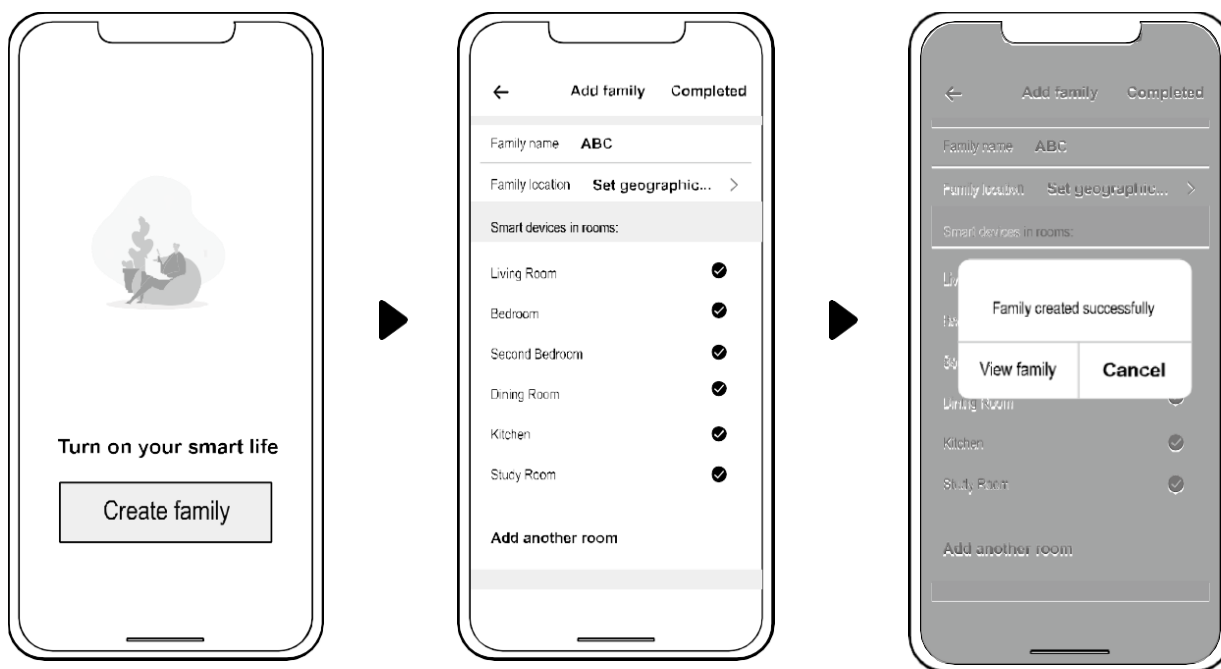 Turn on your smart life
Create family
Add family Completed
Family name ABC
Family location Set geographic...
Smart devices in rooms:
Living Room
Bedroom
Second Bedroom
Dining Room
Kitchen
Study Room
Add another room
Add family Completed
Family name ABC
Family location Set geographic...
Smart devices in rooms:
Liv
Family created successfully
View family Cancel
Dining Room
Kitchen
Study Room
Add another room